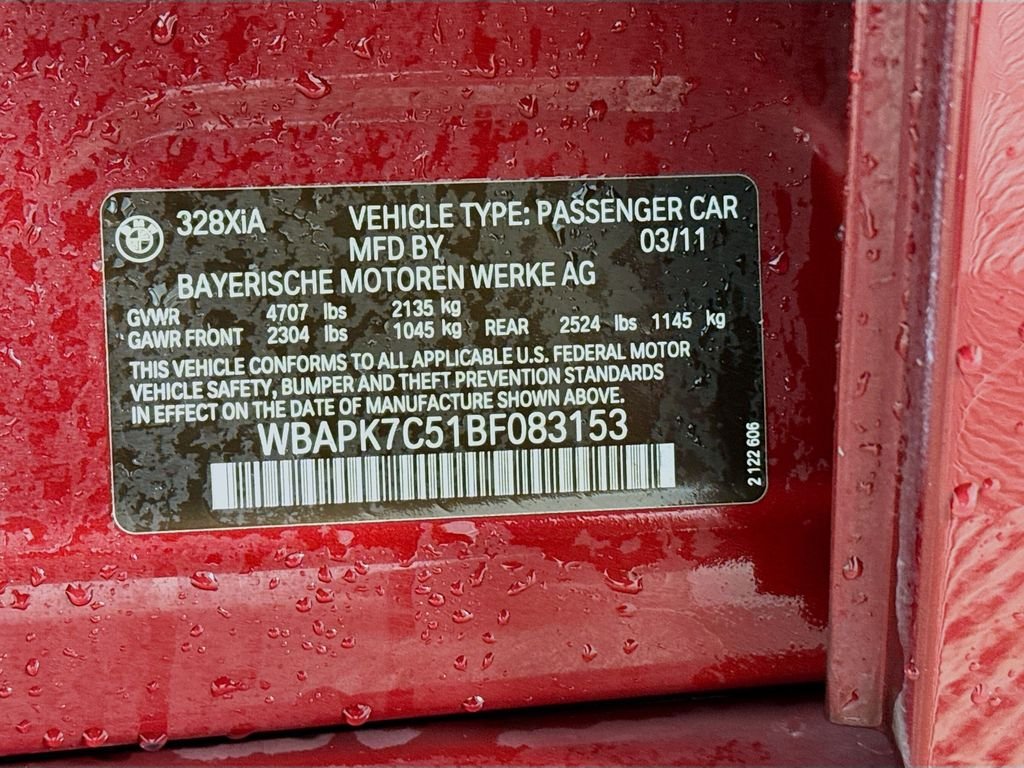 328XiA VEHICLE TYPE: PASSENGER CAR
MFD BY 03/11
BAYERISCHE MOTOREN WERKE AG
GVWR 4707 lbs 2135 kg
GAWR FRONT 2304 lbs 1045 kg REAR 2524 lbs 1145 kg
THIS VEHICLE CONFORMS TO ALL APPLICABLE U.S. FEDERAL MOTOR
VEHICLE SAFETY, BUMPER AND THEFT PREVENTION STANDARDS
IN EFFECT ON THE DATE OF MANUFACTURE SHOWN ABOVE.
WBAPK7C51BF083153
2 122 606